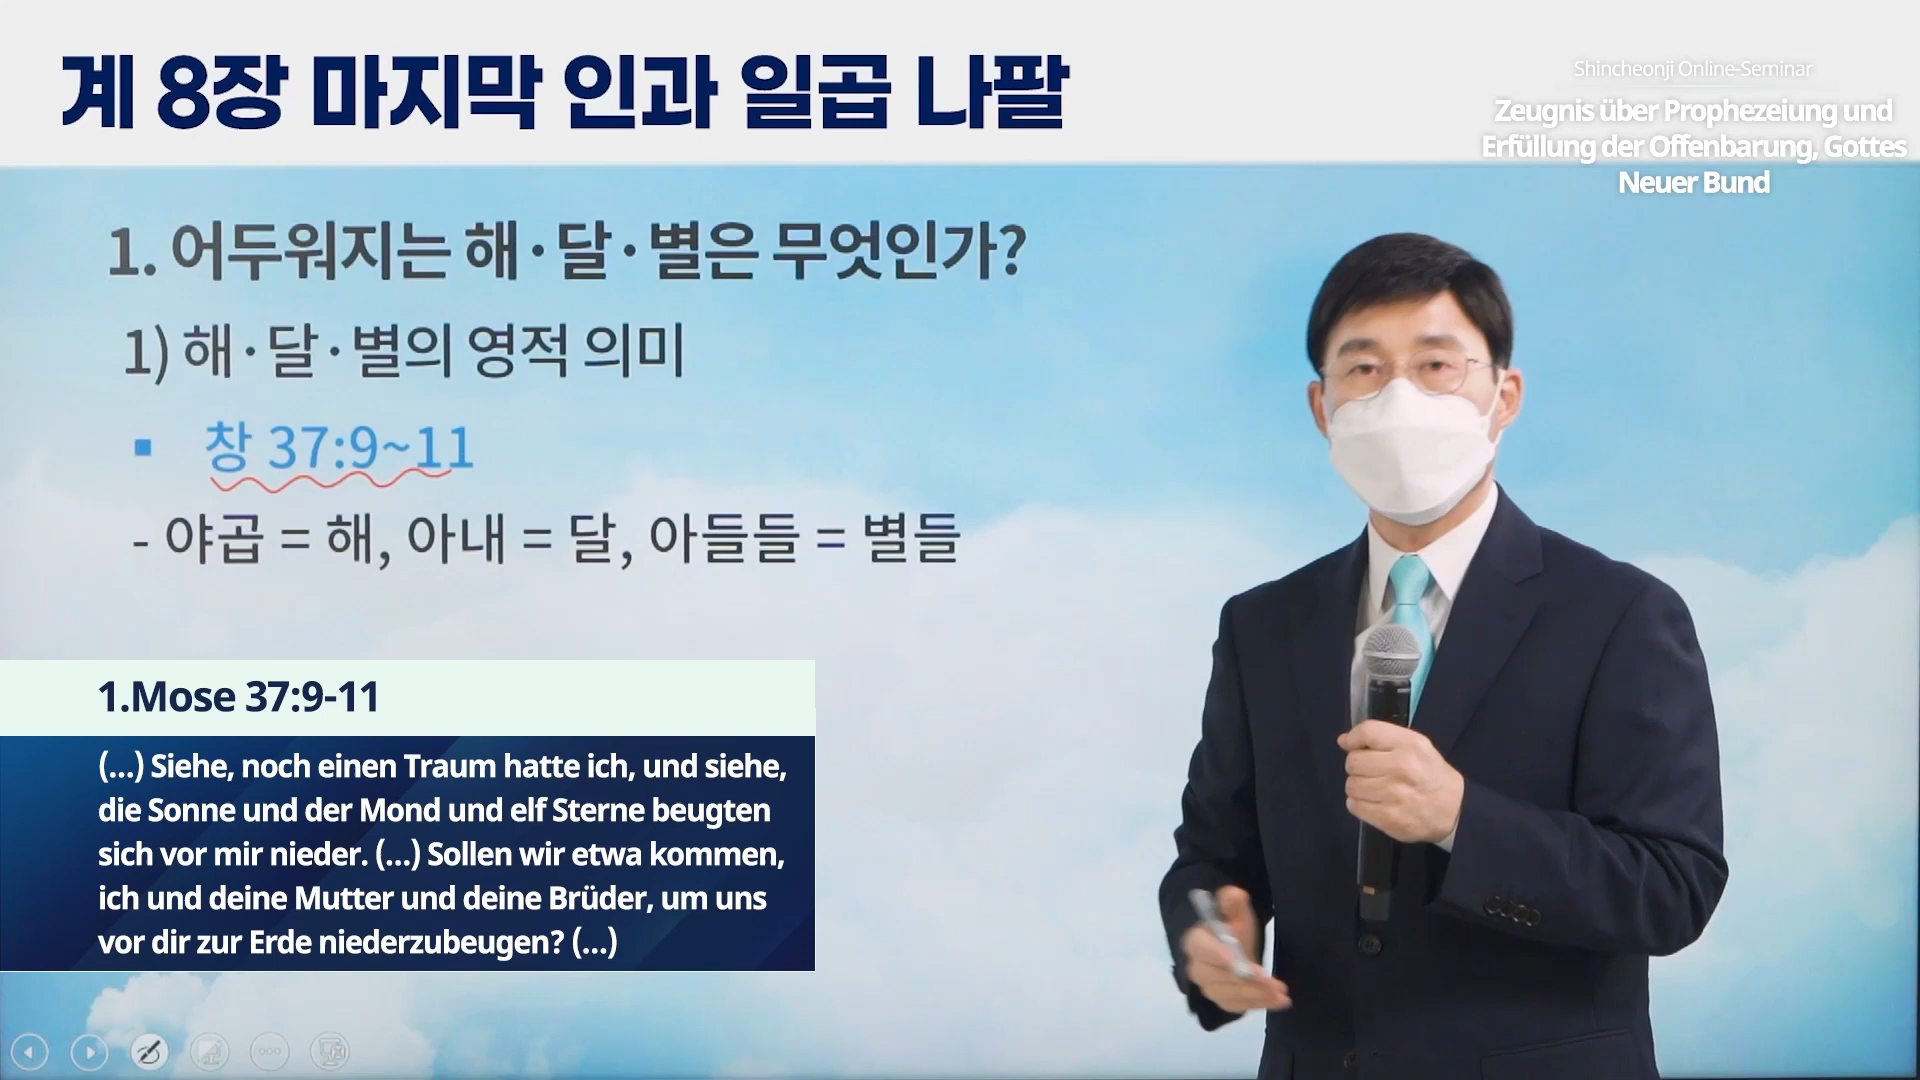 계 8장 마지막 인과 일곱 나팔
Shincheonji Online-Seminar
Zeugnis über Prophezeiung und
Erfüllung der Offenbarung, Gottes
Neuer Bund
1. 어두워지는 해·달·별은 무엇인가?
1) 해·달·별의 영적 의미
▪ 창 37:9~11
- 야곱 = 해, 아내 = 달, 아들들 = 별들
1.Mose 37:9-11
(...) Siehe, noch einen Traum hatte ich, und siehe,
die Sonne und der Mond und elf Sterne beugten
sich vor mir nieder. (...) Sollen wir etwa kommen,
ich und deine Mutter und deine Brüder, um uns
vor dir zur Erde niederzubeugen? (...)